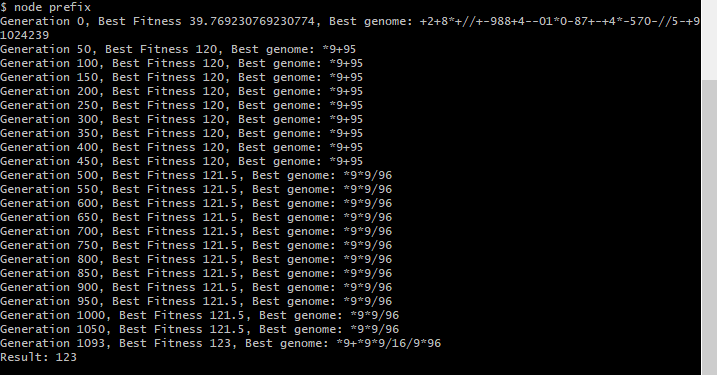 $ node prefix
Generation 0, Best Fitness 39.769230769230774, Best genome: +2+8*+//+-988+4--01*0-87+-+4*-570-//5-+9
1024239
Generation 50, Best Fitness 120, Best genome: *9+95
Generation 100, Best Fitness 120, Best genome: *9+95
Generation 150, Best Fitness 120, Best genome: *9+95
Generation 200, Best Fitness 120, Best genome: *9+95
Generation 250, Best Fitness 120, Best genome: *9+95
Generation 300, Best Fitness 120, Best genome: *9+95
Generation 350, Best Fitness 120, Best genome: *9+95
Generation 400, Best Fitness 120, Best genome: *9+95
Generation 450, Best Fitness 120, Best genome: *9+95
Generation 500, Best Fitness 121.5, Best genome: *9*9/96
Generation 550, Best Fitness 121.5, Best genome: *9*9/96
Generation 600, Best Fitness 121.5, Best genome: *9*9/96
Generation 650, Best Fitness 121.5, Best genome: *9*9/96
Generation 700, Best Fitness 121.5, Best genome: *9*9/96
Generation 750, Best Fitness 121.5, Best genome: *9*9/96
Generation 800, Best Fitness 121.5, Best genome: *9*9/96
Generation 850, Best Fitness 121.5, Best genome: *9*9/96
Generation 900, Best Fitness 121.5, Best genome: *9*9/96
Generation 950, Best Fitness 121.5, Best genome: *9*9/96
Generation 1000, Best Fitness 121.5, Best genome: *9*9/96
Generation 1050, Best Fitness 121.5, Best genome: *9*9/96
Generation 1093, Best Fitness 123, Best genome: *9+*9*9/16/9*96
Result: 123